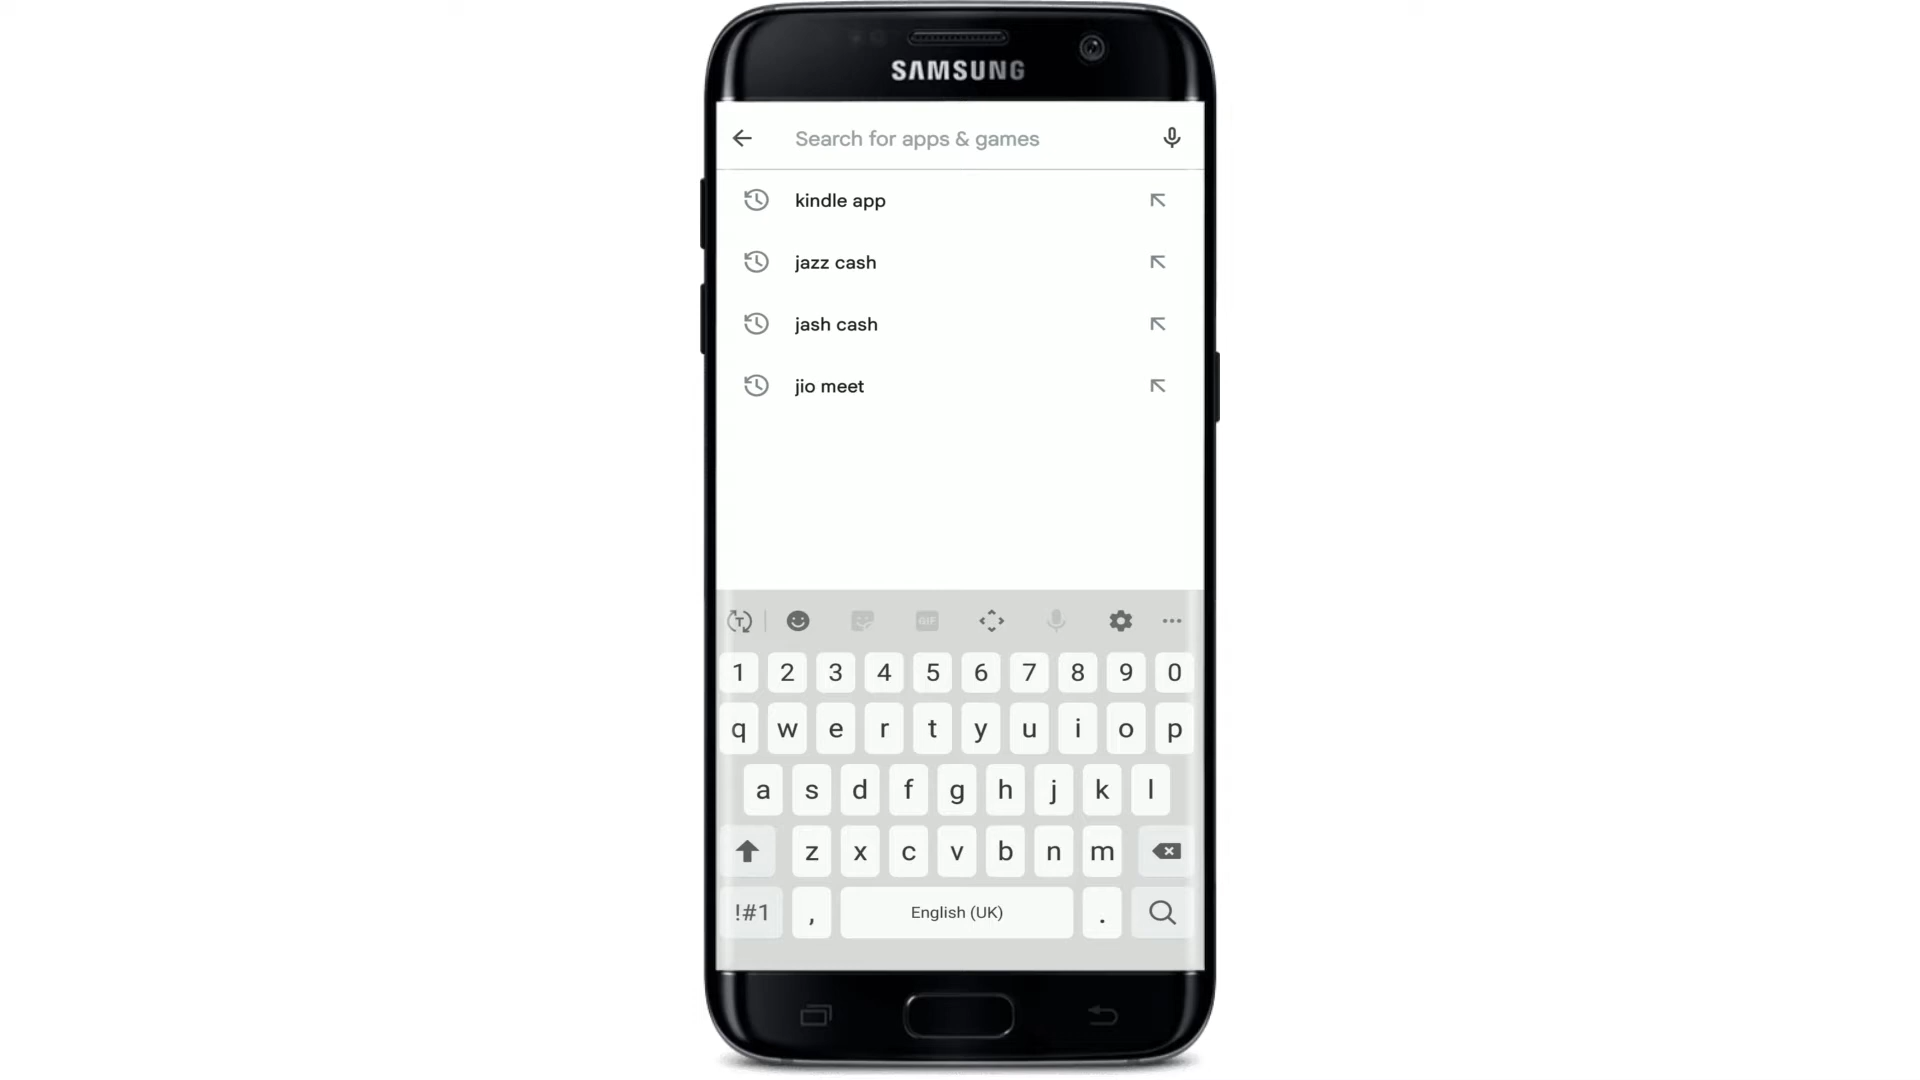 SAMSUNG
Search for apps & games
kindle app
jazz cash
jash cash
jio meet
T
GIF
1 2 3 4 5 6 7 8 9 0
q w e r t y u i o p
a s d f g h j k l
z x c v b n m
!#1 , English (UK) .